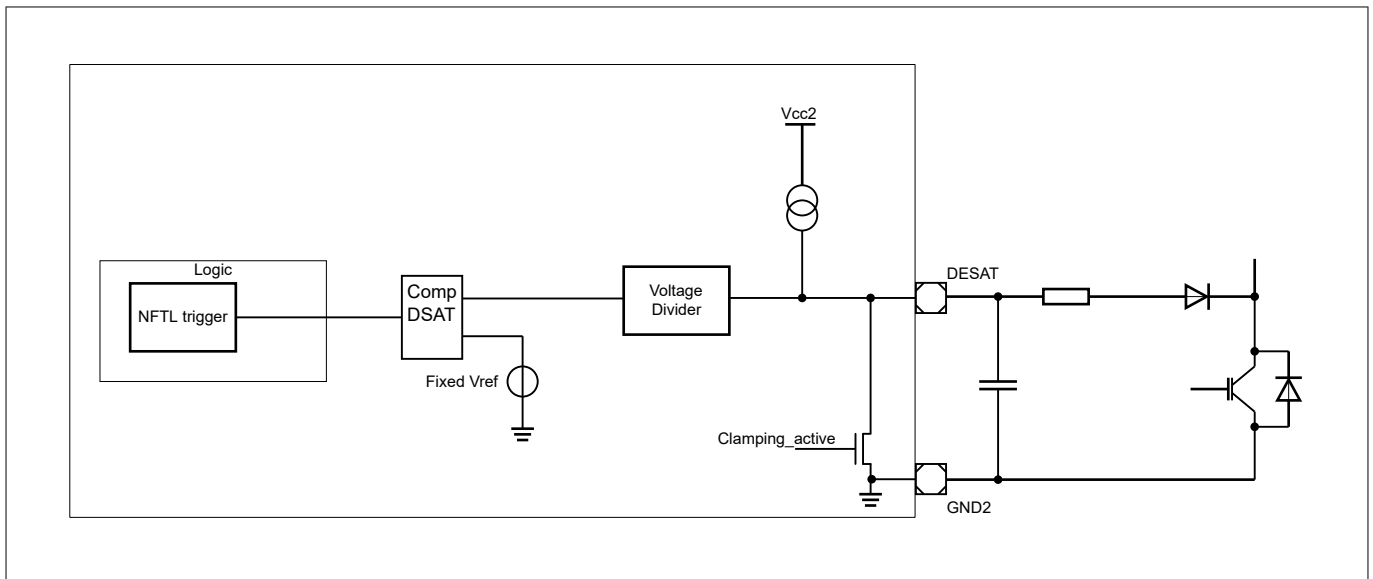 Vcc2
Logic
NFTL trigger
Comp
DSAT
Voltage
Divider
DESAT
Fixed Vref
Clamping_active
GND2